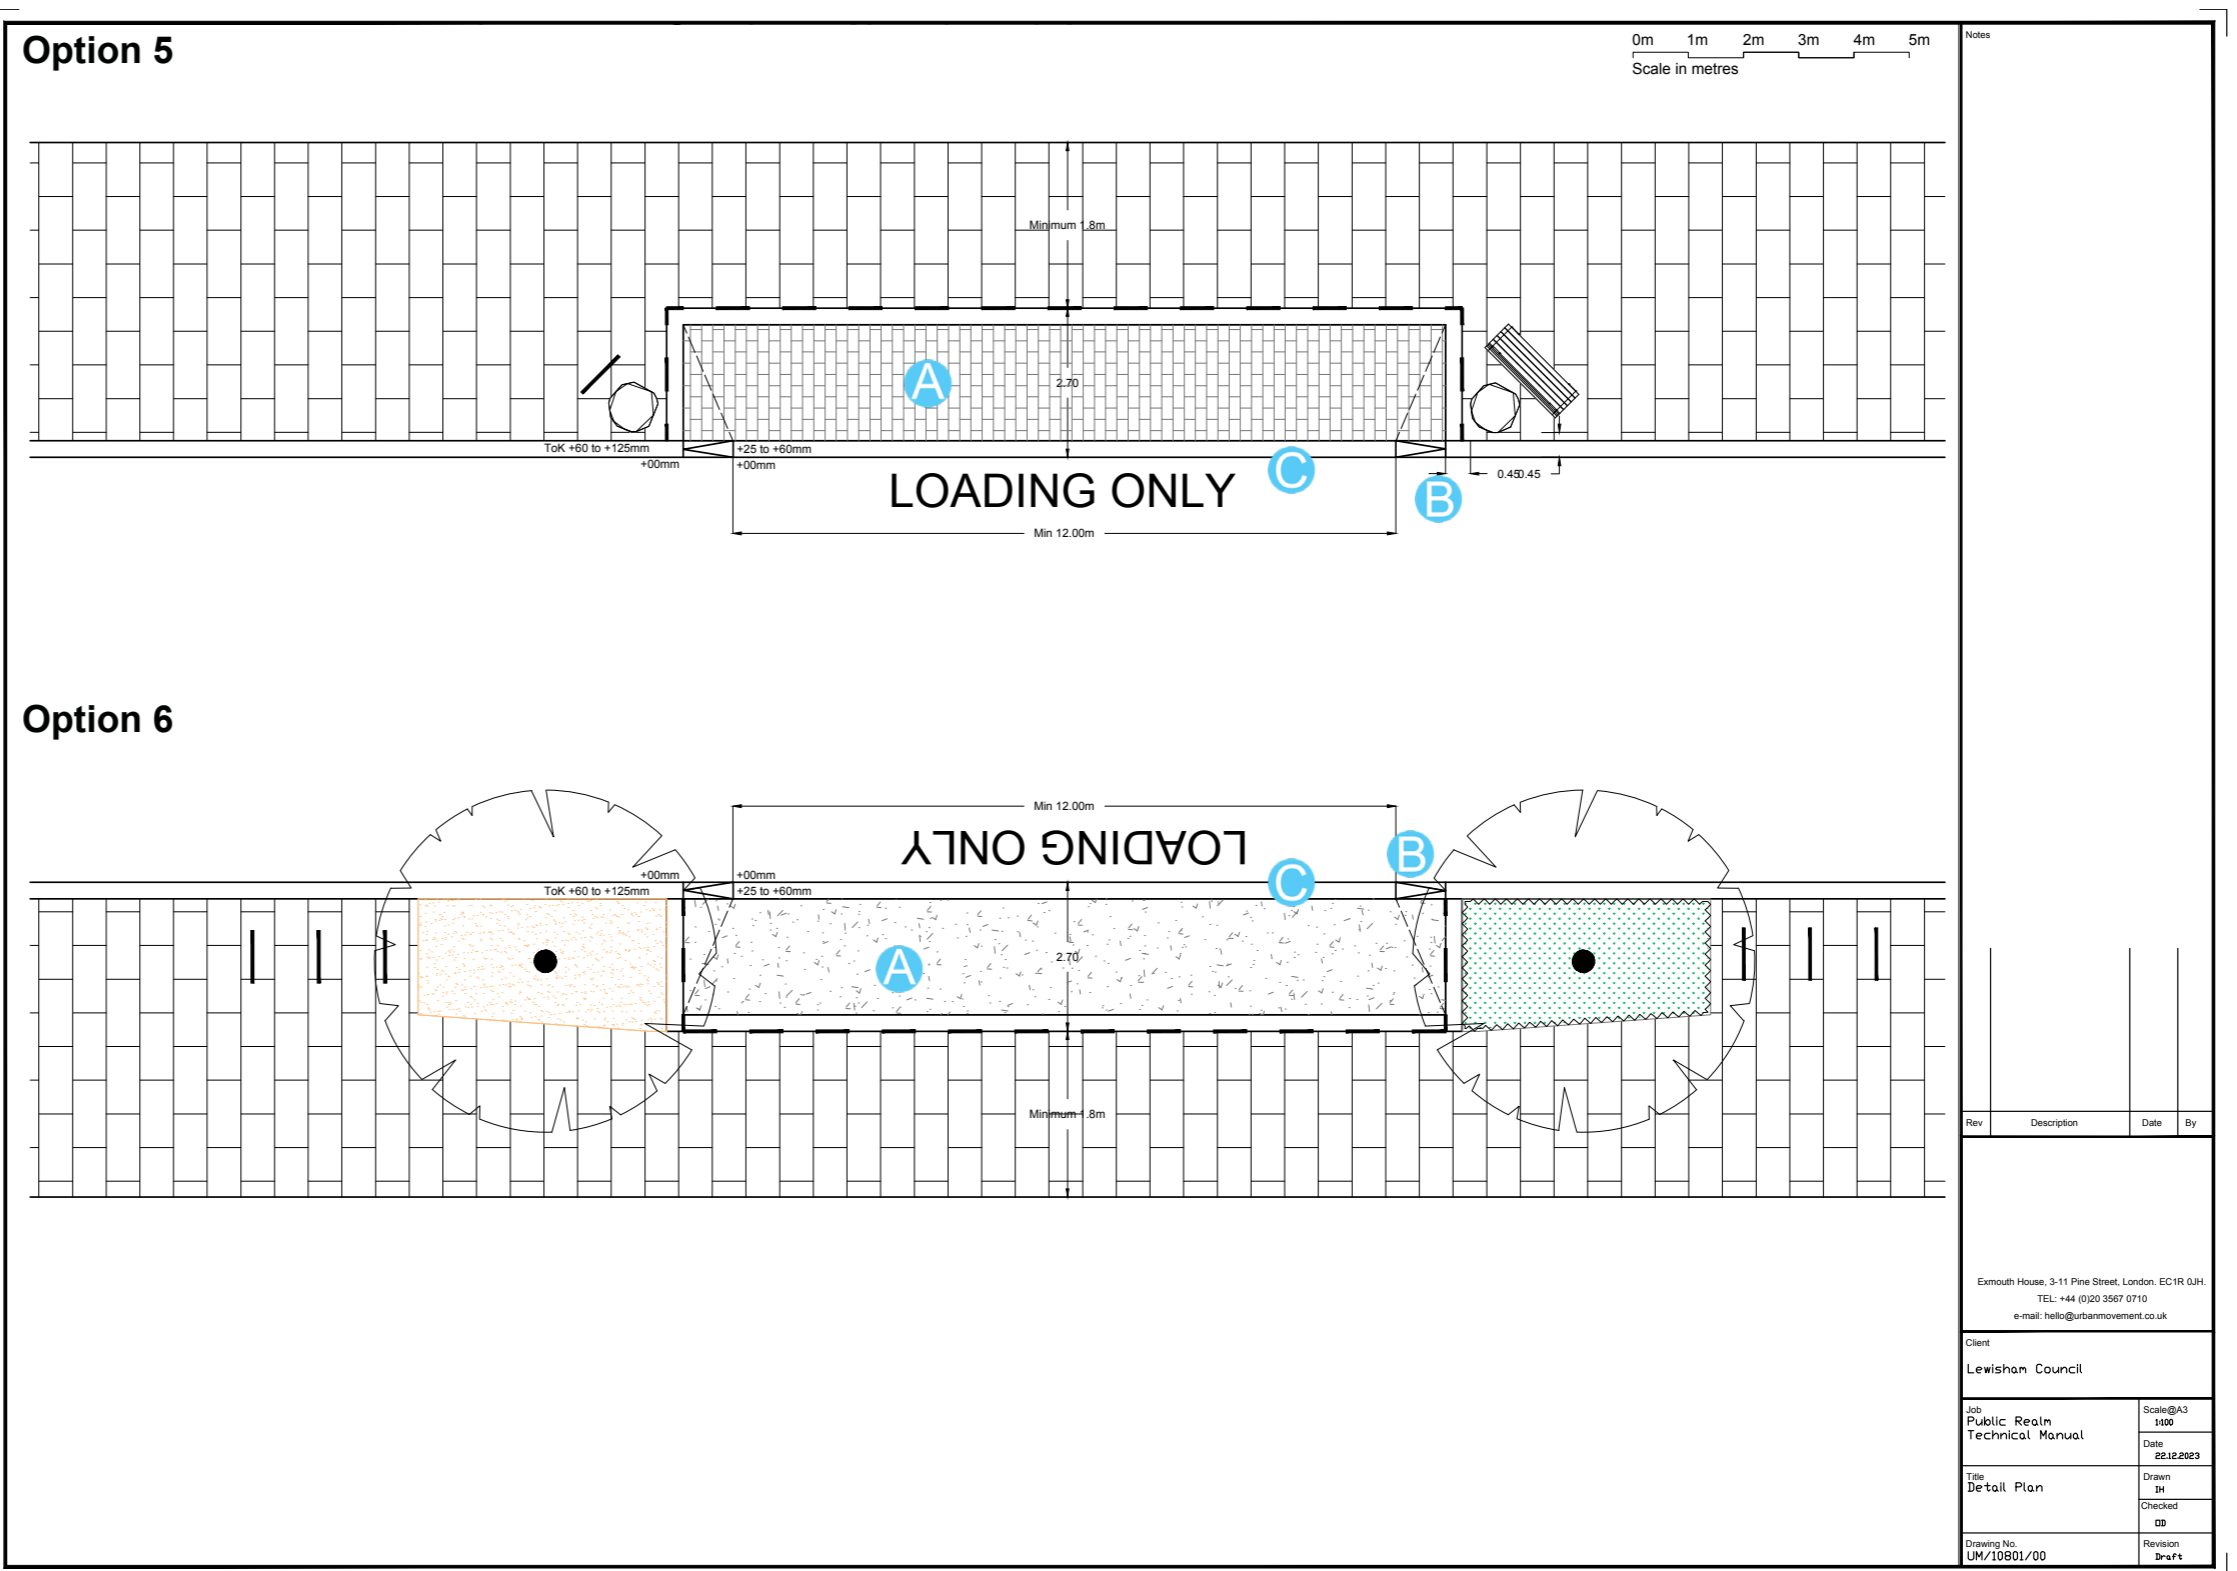 Option 5
0m 1m 2m 3m 4m 5m
Scale in metres
Minimum 1.8m
A
2.70
ToK +60 to +125mm
+25 to +60mm
+00mm
+00mm
C
LOADING ONLY
B
0.45
0.45
Min 12.00m
Option 6
Min 12.00m
LOADING ONLY
B
+00mm
+00mm
C
ToK +60 to +125mm
+25 to +60mm
A
2.70
Minimum 1.8m
Notes
Rev Description Date By
Exmouth House, 3-11 Pine Street, London. EC1R 0JH.
TEL: +44 (0)20 3567 0710
e-mail: hello@urbanmovement.co.uk
Client
Lewisham Council
Job
Public Realm
Technical Manual
Scale@A3
1:100
Date
22.12.2023
Title
Detail Plan
Drawn
IH
Checked
OD
Drawing No.
UM/10801/00
Revision
Draft